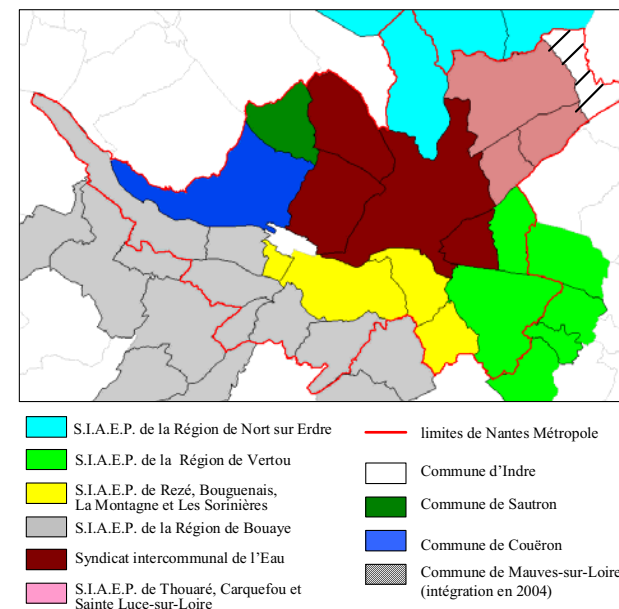 S.I.A.E.P. de la Région de Nort sur Erdre
S.I.A.E.P. de la Région de Vertou
S.I.A.E.P. de Rezé, Bouguenais,
La Montagne et Les Sorinières
S.I.A.E.P. de la Région de Bouaye
Syndicat intercommunal de l'Eau
S.I.A.E.P. de Thouaré, Carquefou et
Sainte Luce-sur-Loire
limites de Nantes Métropole
Commune d'Indre
Commune de Sautron
Commune de Couëron
Commune de Mauves-sur-Loire
(intégration en 2004)